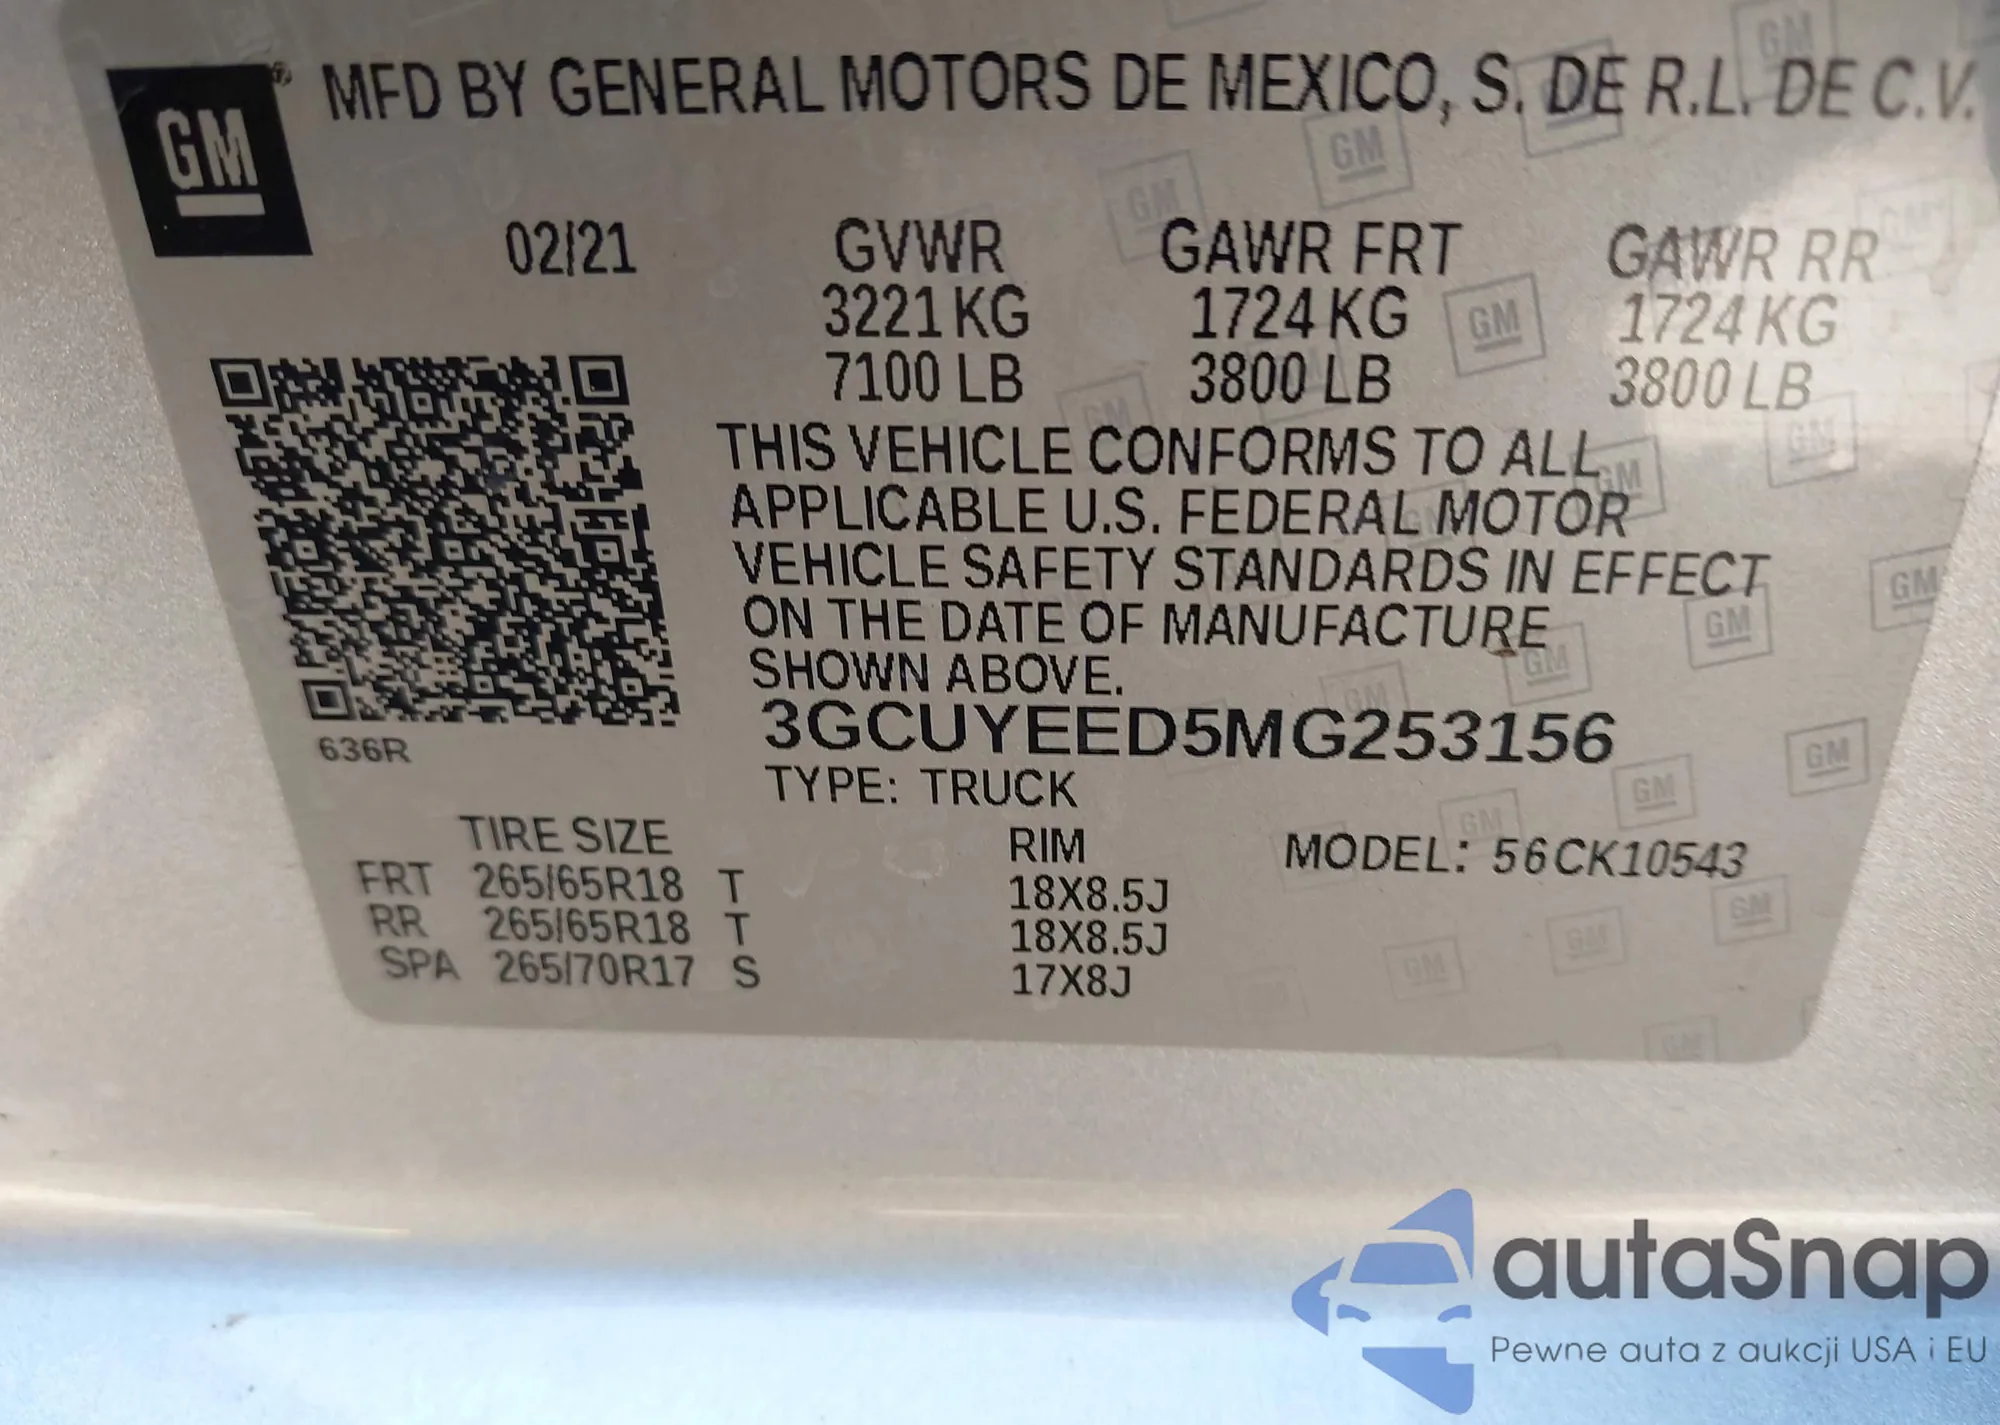 GM
MFD BY GENERAL MOTORS DE MEXICO, S. DE R.L. DE C.V.
02/21 GVWR GAWR FRT GAWR RR
3221 KG 1724 KG 1724 KG
7100 LB 3800 LB 3800 LB
THIS VEHICLE CONFORMS TO ALL
APPLICABLE U.S. FEDERAL MOTOR
VEHICLE SAFETY STANDARDS IN EFFECT
ON THE DATE OF MANUFACTURE
SHOWN ABOVE.
3GCUYEED5MG253156
636R
TYPE: TRUCK
TIRE SIZE RIM MODEL: 56CK10543
FRT 265/65R18 T 18X8.5J
RR 265/65R18 T 18X8.5J
SPA 265/70R17 S 17X8J
autaSnap
Pewne auta z aukcji USA i EU